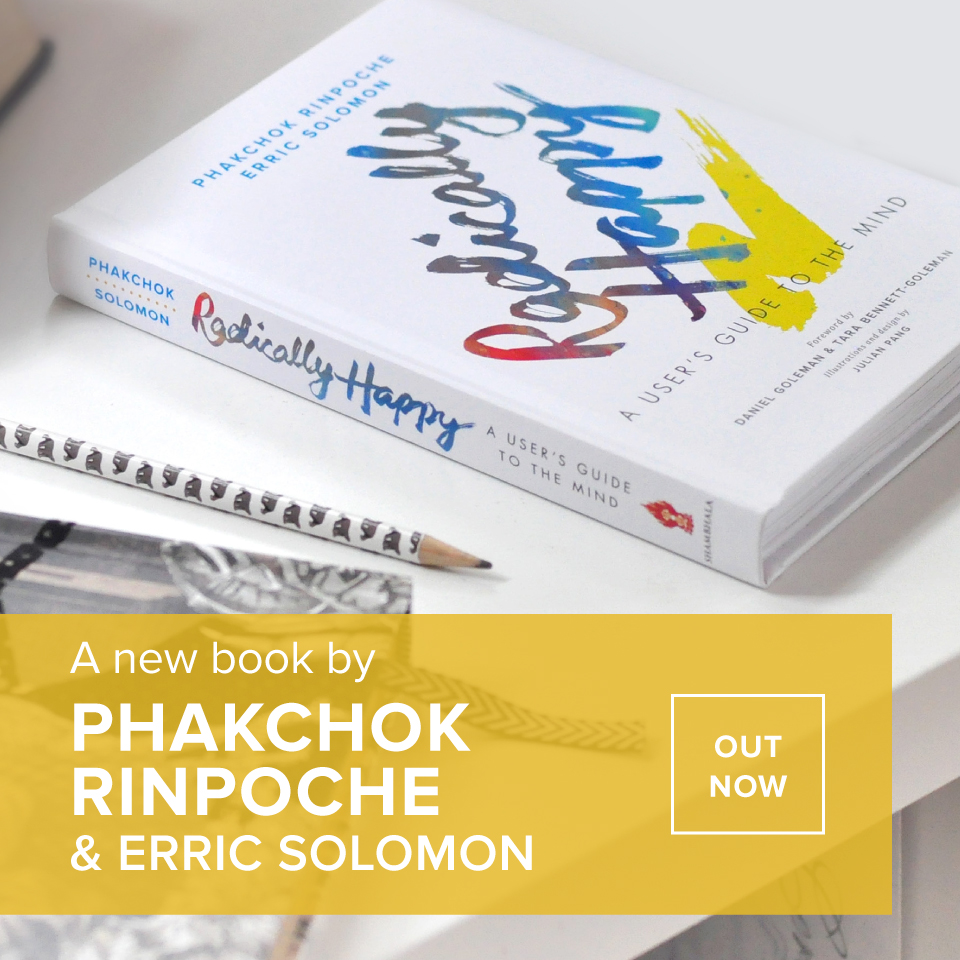 PHAKCHOK RINPOCHE
ERRIC SOLOMON
Radically
Happy
A USER'S GUIDE TO THE MIND
Foreword by
DANIEL GOLEMAN & TARA BENNETT-GOLEMAN
Illustrations and design by
JULIAN PANG
PHAKCHOK
SOLOMON
Radically Happy
A USER'S GUIDE
TO THE MIND
SHAMBHALA
A new book by
PHAKCHOK
RINPOCHE
& ERRIC SOLOMON
OUT
NOW